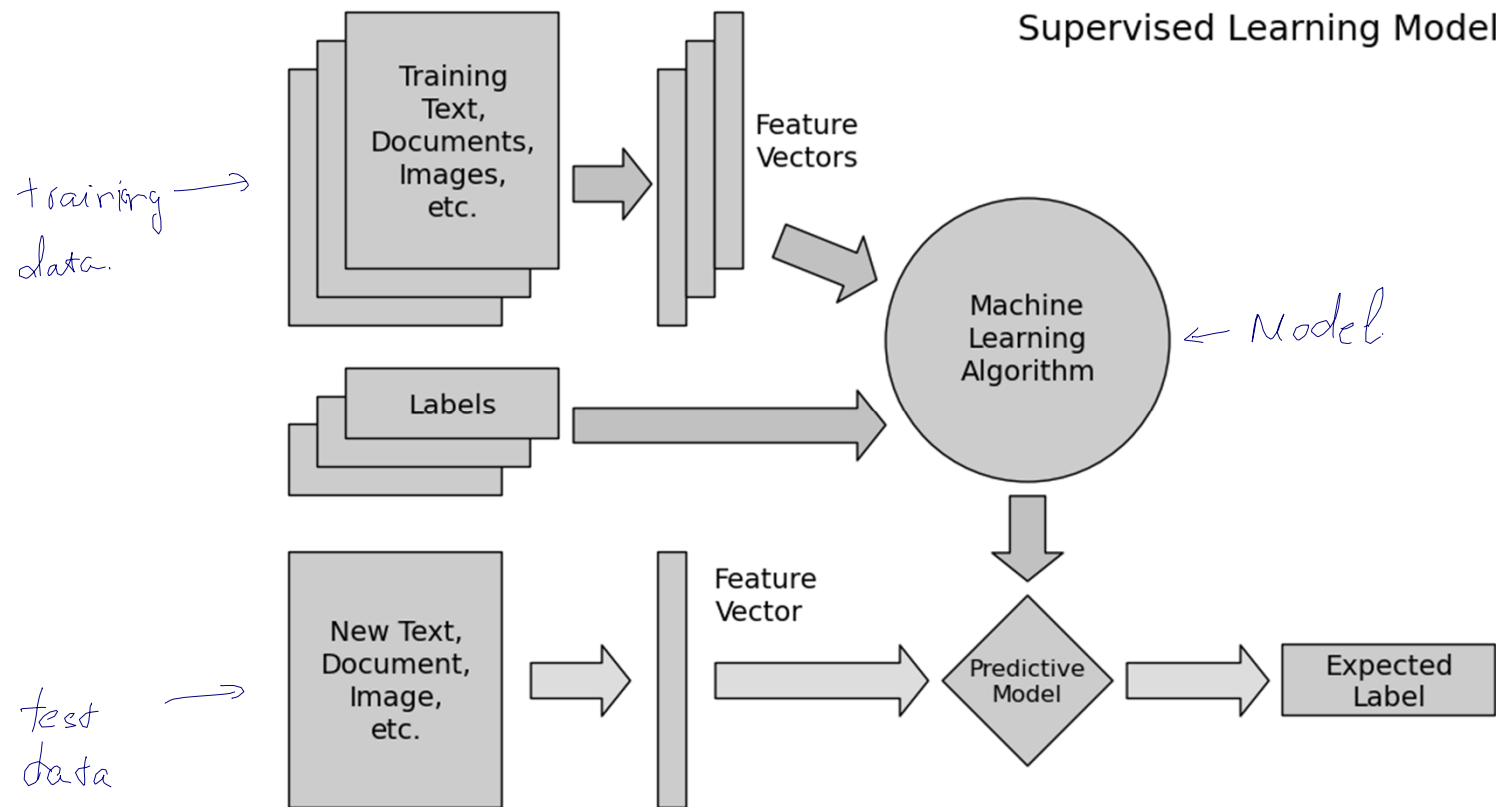 Supervised Learning Model
Training
Text,
Documents,
Images,
etc.
Feature
Vectors
training
data.
Machine
Learning
Algorithm
Model
Labels
New Text,
Document,
Image,
etc.
Feature
Vector
Predictive
Model
Expected
Label
test
data